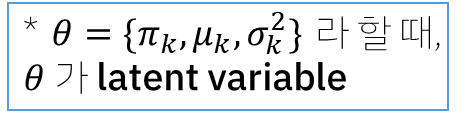 * θ = {π_k, μ_k, σ_k^2} 라 할 때,
θ 가 latent variable